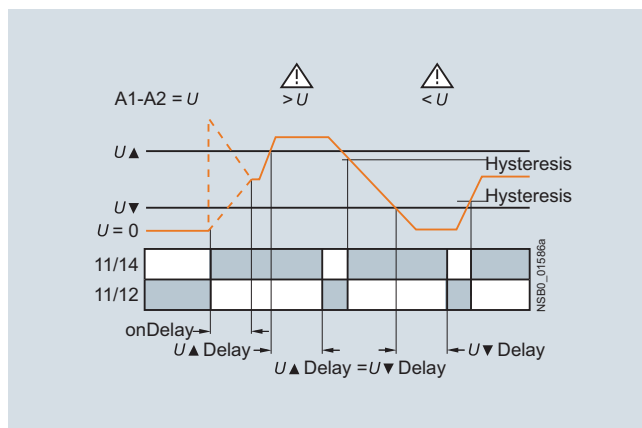 A1-A2 = U
! !
> U < U
U▲
Hysteresis
Hysteresis
U▼
U = 0
11/14
11/12
NSB0_01586a
onDelay
U▲ Delay
U▲ Delay =U▼ Delay
U▼ Delay